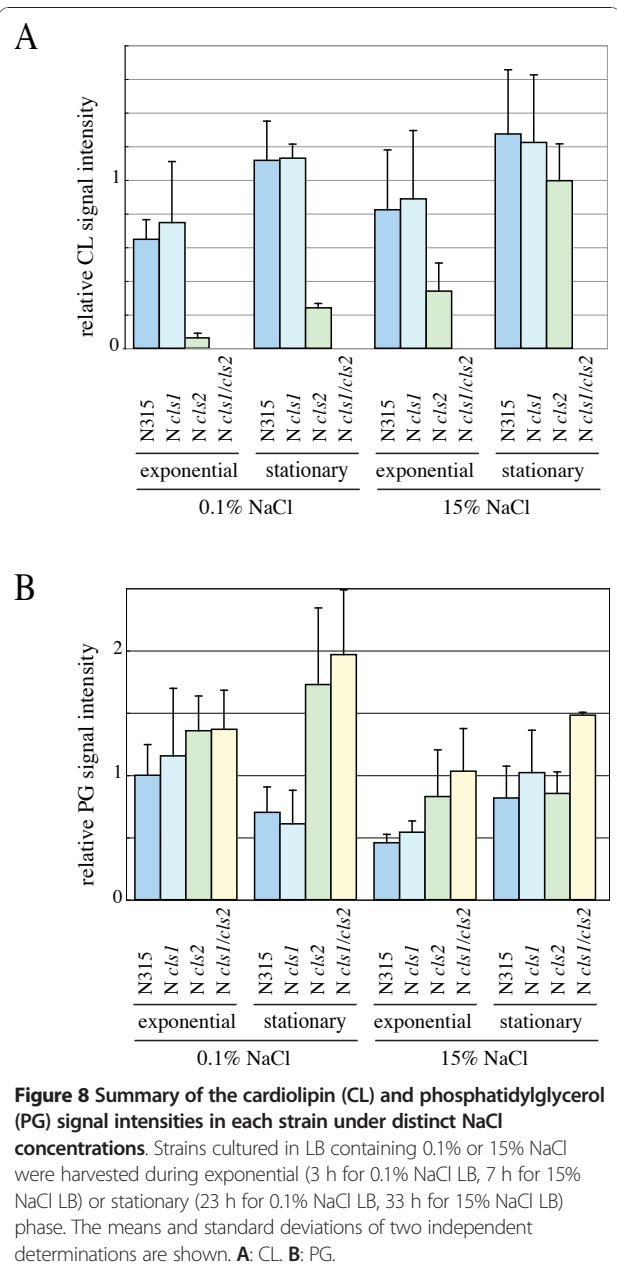 A
relative CL signal intensity
1
0
N315
N cls1
N cls2
N cls1/cls2
N315
N cls1
N cls2
N cls1/cls2
N315
N cls1
N cls2
N cls1/cls2
N315
N cls1
N cls2
N cls1/cls2
exponential stationary exponential stationary
0.1% NaCl 15% NaCl
B
relative PG signal intensity
2
1
0
N315
N cls1
N cls2
N cls1/cls2
N315
N cls1
N cls2
N cls1/cls2
N315
N cls1
N cls2
N cls1/cls2
N315
N cls1
N cls2
N cls1/cls2
exponential stationary exponential stationary
0.1% NaCl 15% NaCl
Figure 8 Summary of the cardiolipin (CL) and phosphatidylglycerol
(PG) signal intensities in each strain under distinct NaCl
concentrations. Strains cultured in LB containing 0.1% or 15% NaCl
were harvested during exponential (3 h for 0.1% NaCl LB, 7 h for 15%
NaCl LB) or stationary (23 h for 0.1% NaCl LB, 33 h for 15% NaCl LB)
phase. The means and standard deviations of two independent
determinations are shown. A: CL. B: PG.